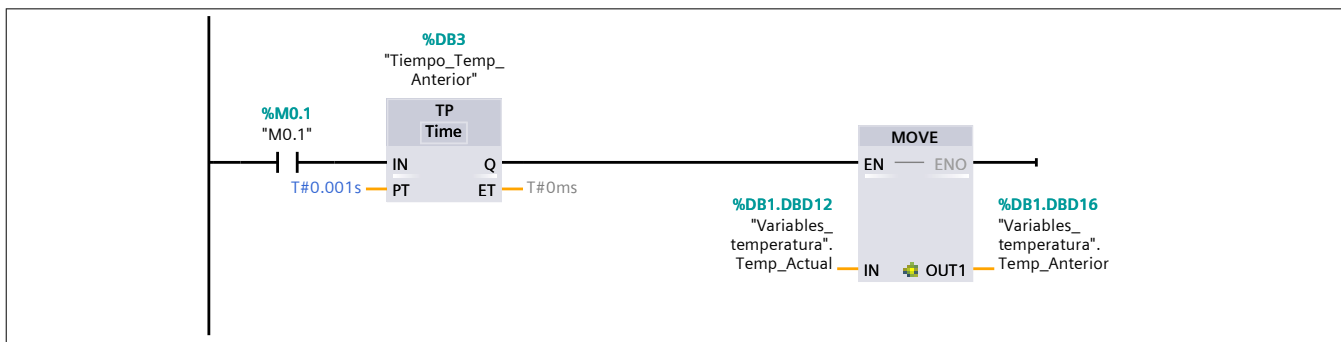 %DB3
"Tiempo_Temp_
Anterior"
%M0.1
"M0.1"
TP
Time
IN
Q
T#0.001s
PT
ET
T#0ms
MOVE
EN
ENO
%DB1.DBD12
"Variables_
temperatura".
Temp_Actual
IN
OUT1
%DB1.DBD16
"Variables_
temperatura".
Temp_Anterior